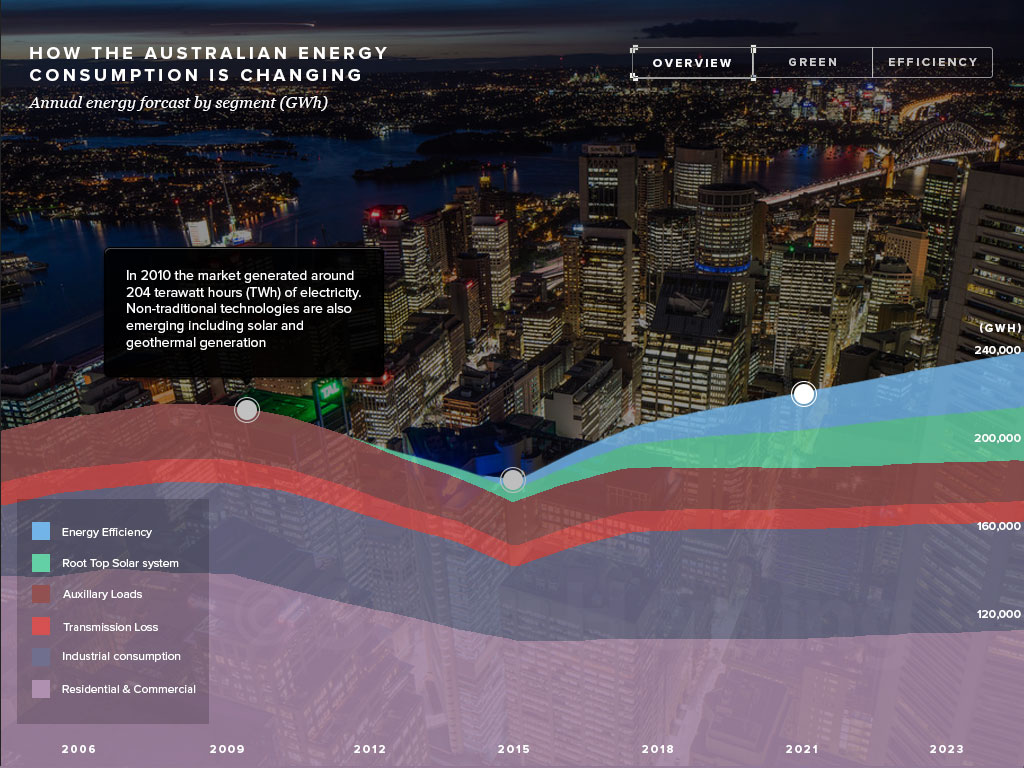 HOW THE AUSTRALIAN ENERGY
CONSUMPTION IS CHANGING
Annual energy forcast by segment (GWh)
OVERVIEW
GREEN
EFFICIENCY
In 2010 the market generated around
204 terawatt hours (TWh) of electricity.
Non-traditional technologies are also
emerging including solar and
geothermal generation
(GWH)
240,000
200,000
160,000
120,000
Energy Efficiency
Root Top Solar system
Auxillary Loads
Transmission Loss
Industrial consumption
Residential & Commercial
2006
2009
2012
2015
2018
2021
2023